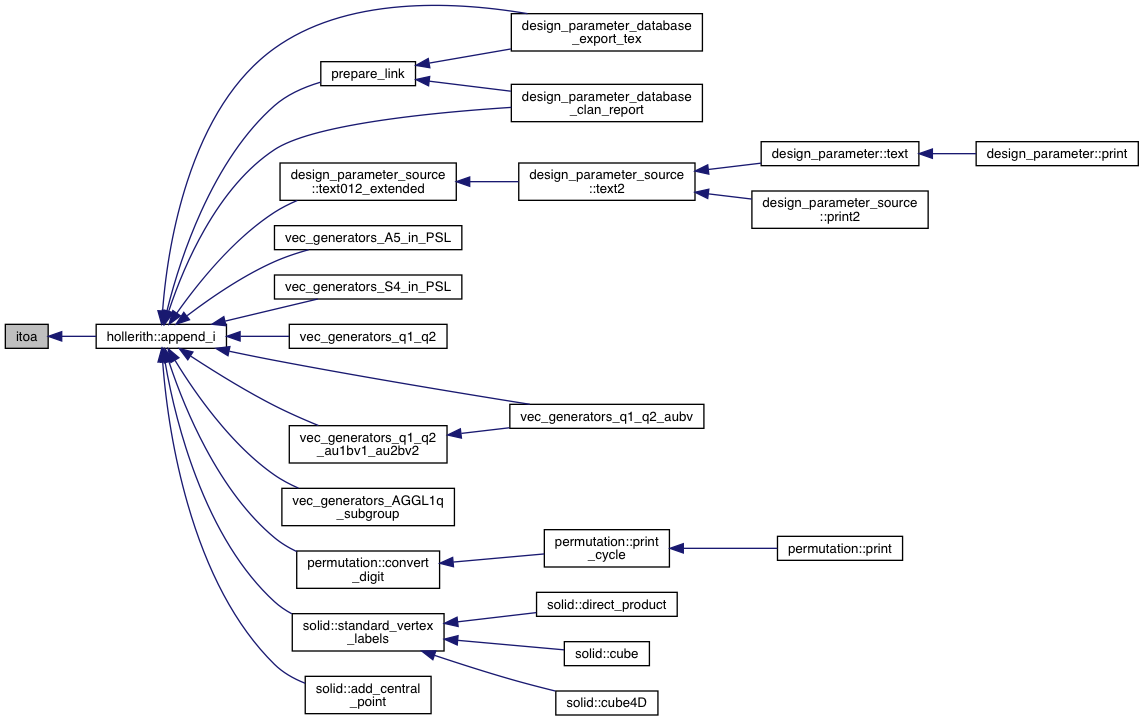 design_parameter_database
_export_tex
prepare_link
design_parameter_database
_clan_report
design_parameter::text
design_parameter::print
design_parameter_source
::text012_extended
design_parameter_source
::text2
design_parameter_source
::print2
vec_generators_A5_in_PSL
vec_generators_S4_in_PSL
itoa
hollerith::append_i
vec_generators_q1_q2
vec_generators_q1_q2_aubv
vec_generators_q1_q2
_au1bv1_au2bv2
vec_generators_AGGL1q
_subgroup
permutation::print
_cycle
permutation::print
permutation::convert
_digit
solid::direct_product
solid::standard_vertex
_labels
solid::cube
solid::add_central
_point
solid::cube4D